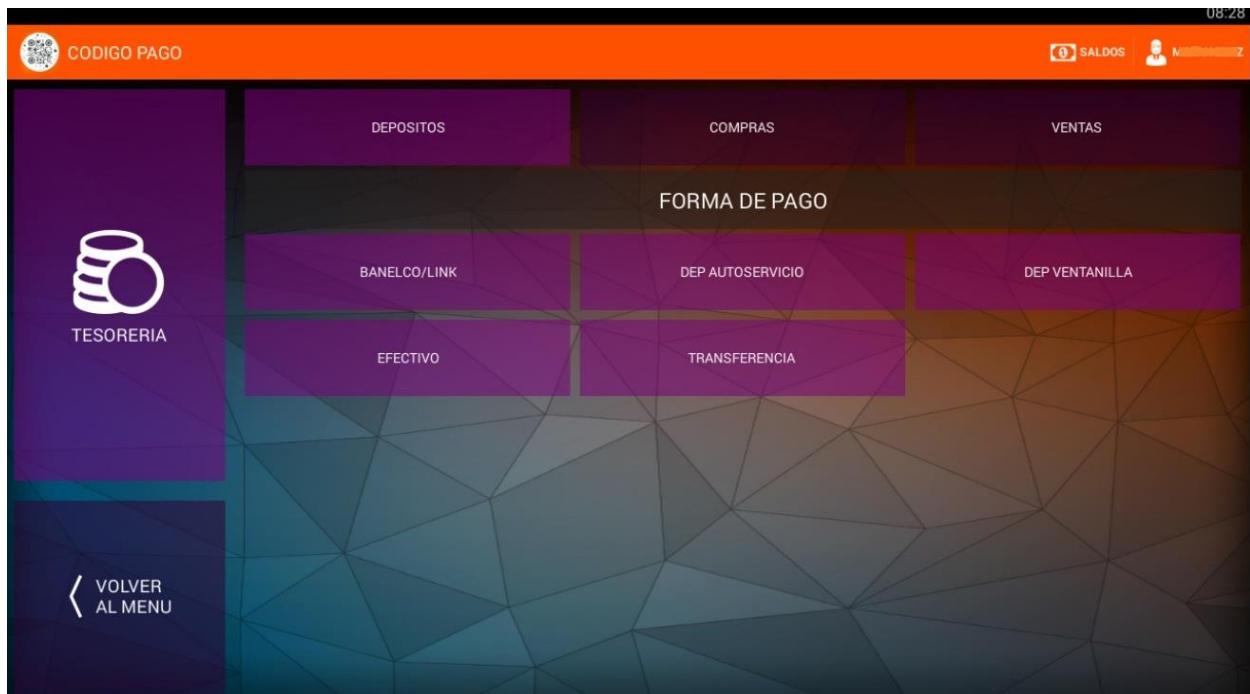 08:28
CODIGO PAGO
SALDOS
DEPOSITOS
COMPRAS
VENTAS
FORMA DE PAGO
BANELCO/LINK
DEP AUTOSERVICIO
DEP VENTANILLA
TESORERIA
EFECTIVO
TRANSFERENCIA
VOLVER
AL MENU